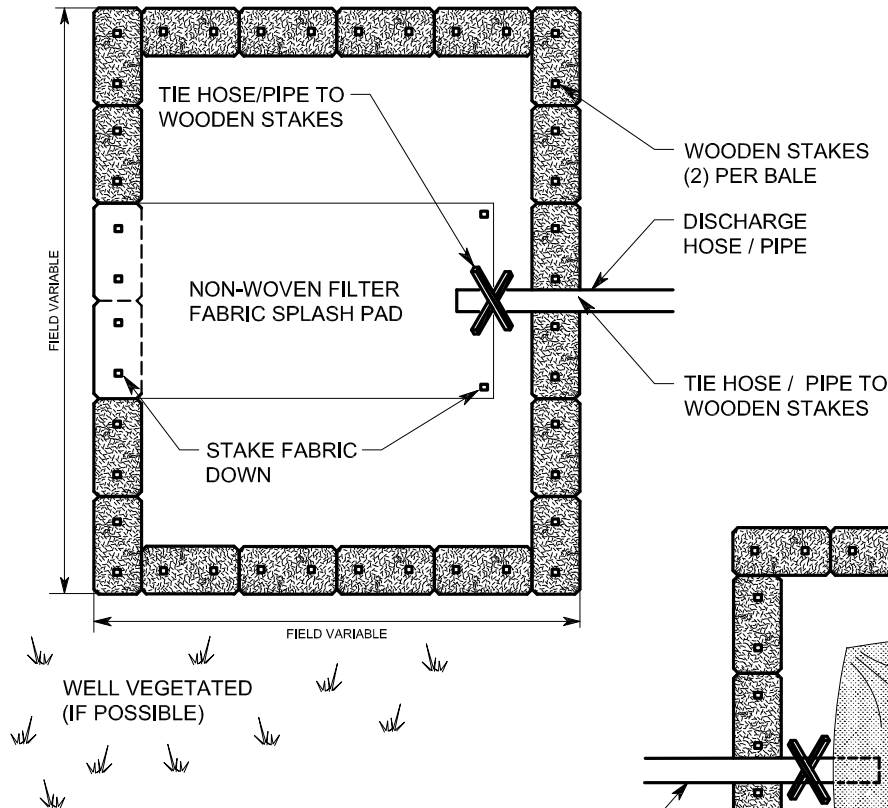 TIE HOSE/PIPE TO
WOODEN STAKES
WOODEN STAKES
(2) PER BALE
DISCHARGE
HOSE / PIPE
FIELD VARIABLE
NON-WOVEN FILTER
FABRIC SPLASH PAD
TIE HOSE / PIPE TO
WOODEN STAKES
STAKE FABRIC
DOWN
FIELD VARIABLE
WELL VEGETATED
(IF POSSIBLE)